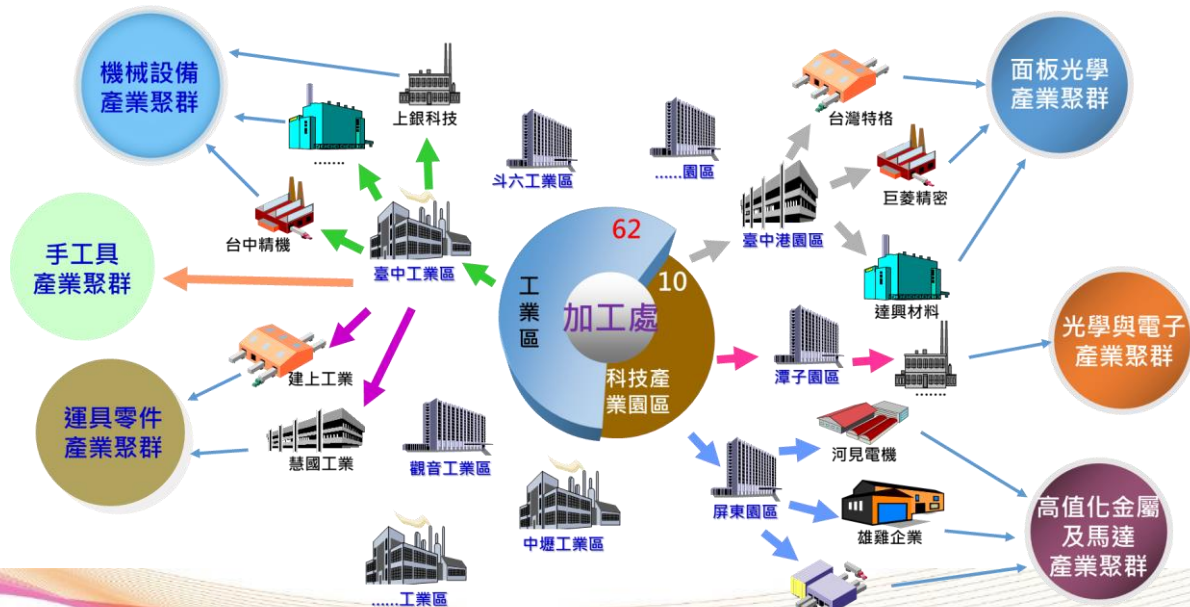 機械設備
產業聚群
上銀科技
.......
台中精機
臺中工業區
手工具
產業聚群
建上工業
運具零件
產業聚群
慧國工業
斗六工業區
......園區
62
10
工業區
加工處
科技產
業園區
觀音工業區
中壢工業區
......工業區
台灣特格
面板光學
產業聚群
巨菱精密
臺中港園區
達興材料
潭子園區
.......
光學與電子
產業聚群
河見電機
屏東園區
雄雞企業
高值化金屬
及馬達
產業聚群